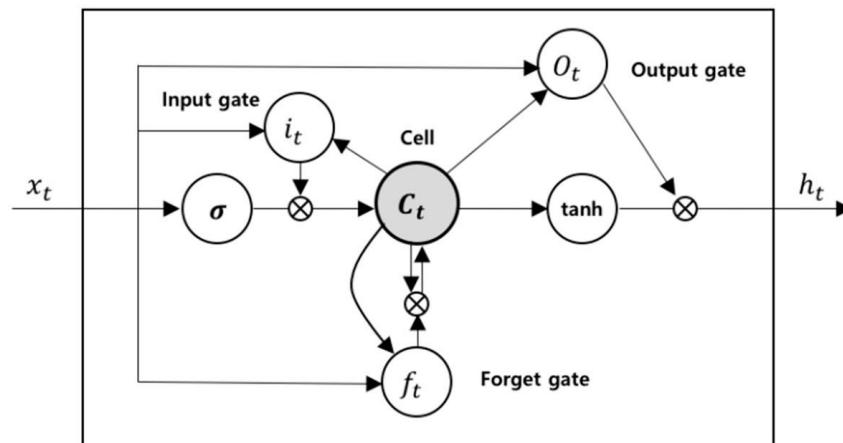 O_t
Output gate
Input gate
i_t
Cell
x_t
σ
C_t
tanh
h_t
f_t
Forget gate